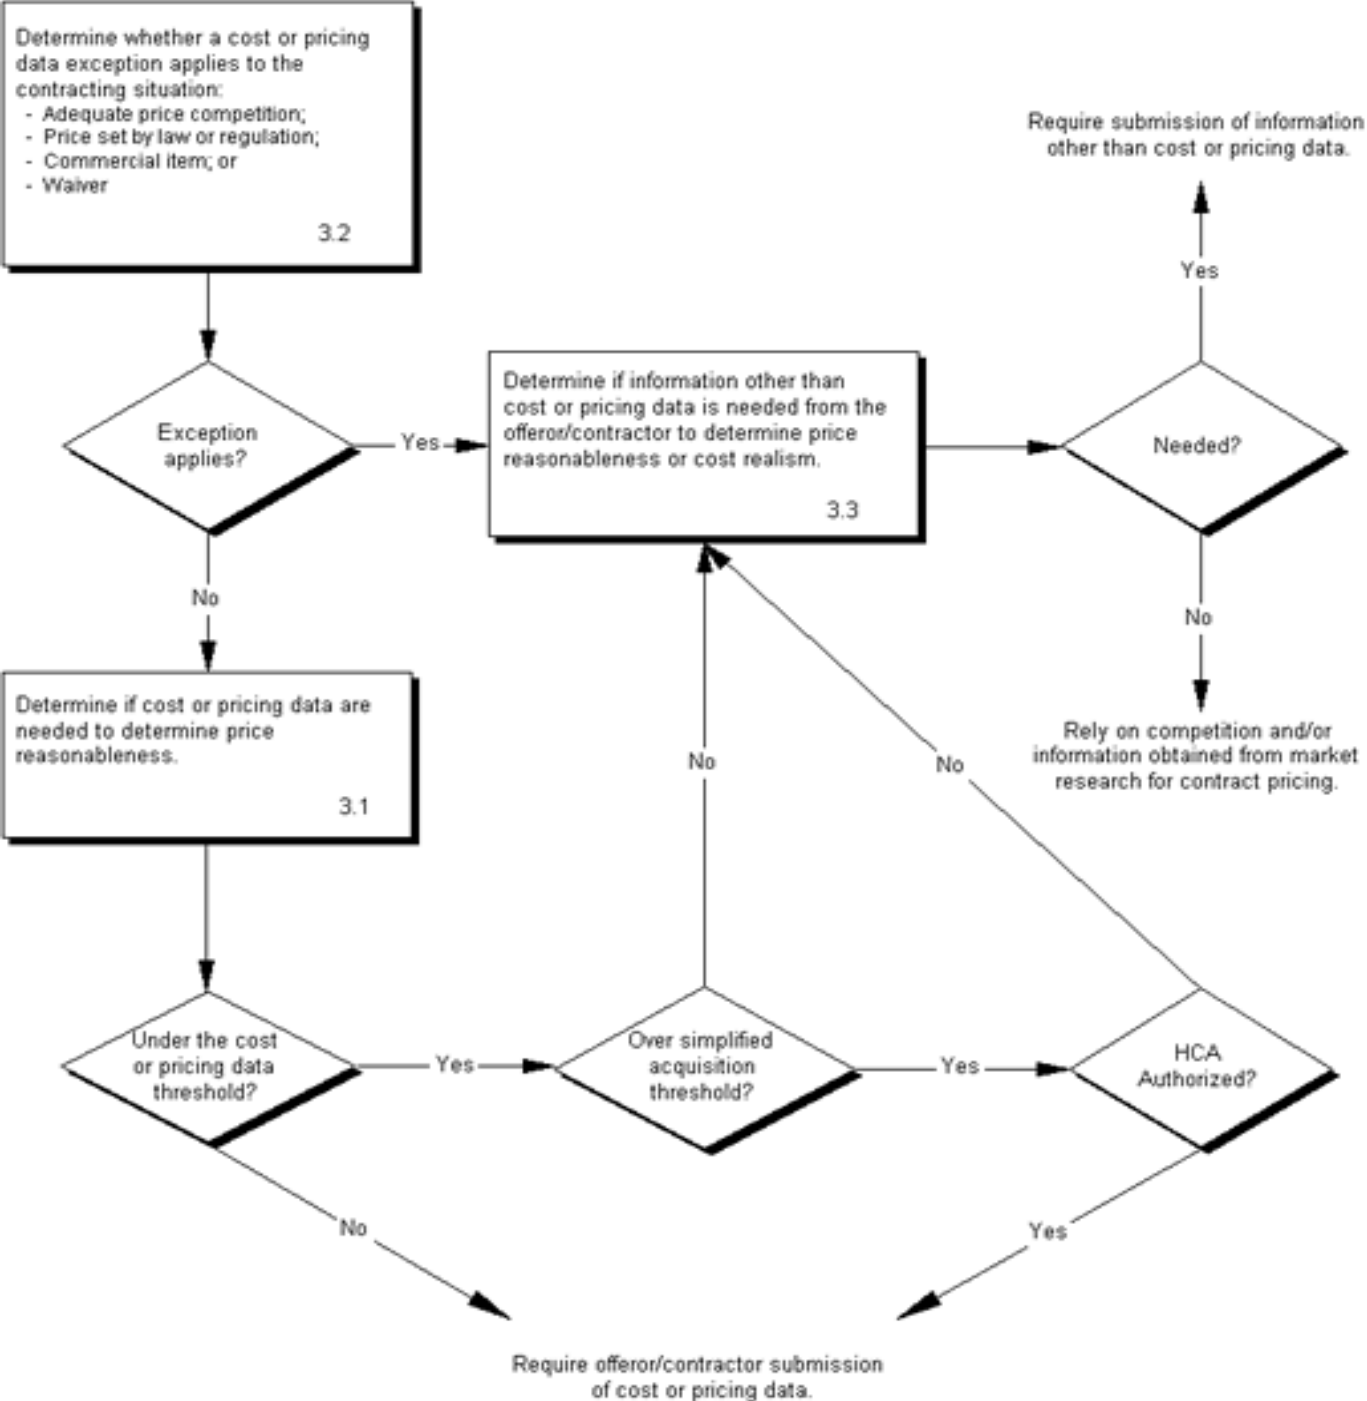 Determine whether a cost or pricing
data exception applies to the
contracting situation:
- Adequate price competition;
- Price set by law or regulation;
- Commercial item; or
- Waiver
3.2
Require submission of information
other than cost or pricing data.
Yes
Exception
applies?
Yes
Determine if information other than
cost or pricing data is needed from the
offeror/contractor to determine price
reasonableness or cost realism.
3.3
Needed?
No
No
Determine if cost or pricing data are
needed to determine price
reasonableness.
3.1
Rely on competition and/or
information obtained from market
research for contract pricing.
No
No
Under the cost
or pricing data
threshold?
Yes
Over simplified
acquisition
threshold?
Yes
HCA
Authorized?
No
Yes
Require offeror/contractor submission
of cost or pricing data.